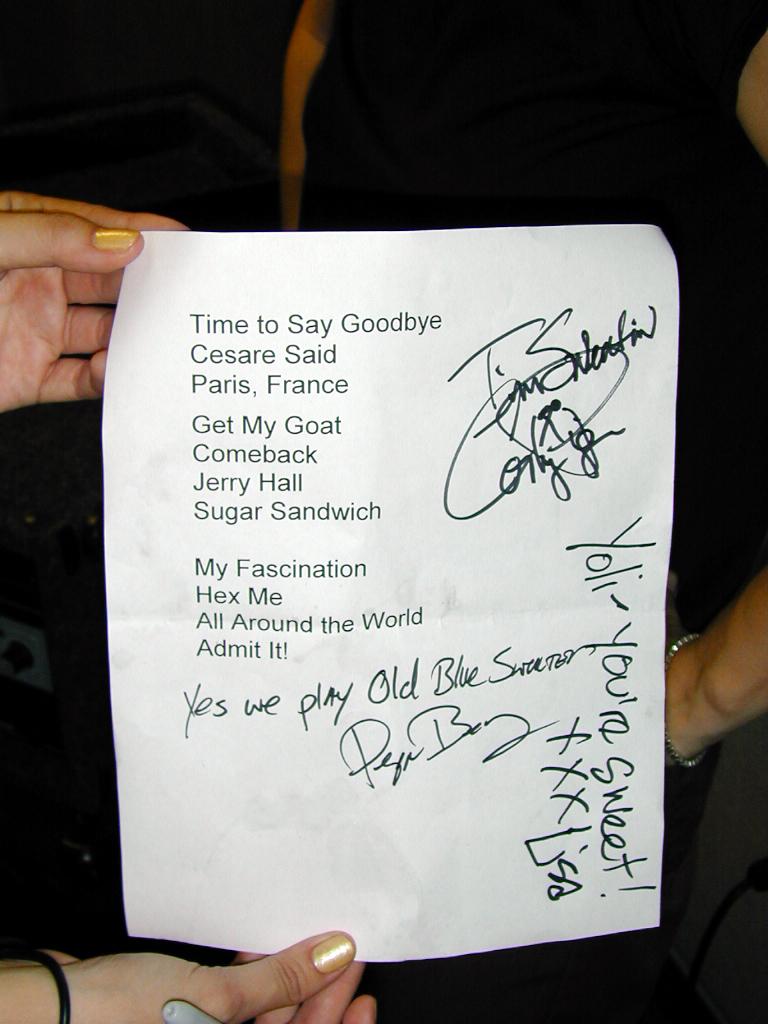 Time to Say Goodbye
Cesare Said
Paris, France
Get My Goat
Comeback
Jerry Hall
Sugar Sandwich
My Fascination
Hex Me
All Around the World
Admit It!
Yes we play Old Blue Sweater
Yoli - you're sweet!
xxx Lisa